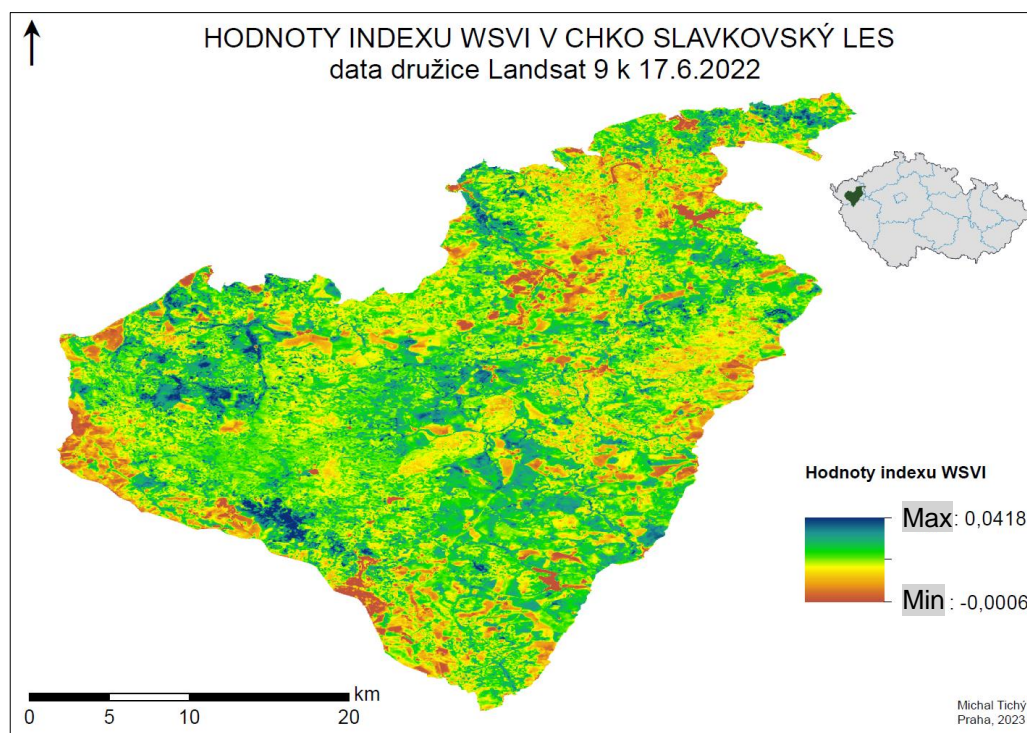 HODNOTY INDEXU WSVI V CHKO SLAVKOVSKÝ LES
data družice Landsat 9 k 17.6.2022
Hodnoty indexu WSVI
Max: 0,0418
Min : -0,0006
km
0 5 10 20
Michal Tichý
Praha, 2023